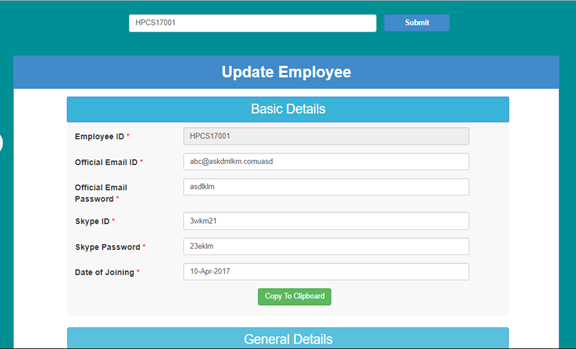 HPCS17001 Submit
Update Employee
Basic Details
Employee ID * HPCS17001
Official Email ID * abc@askdmlkm.comuasd
Official Email
Password * asdlklm
Skype ID * 3wkm21
Skype Password * 23eklm
Date of Joining * 10-Apr-2017
Copy To Clipboard
General Details